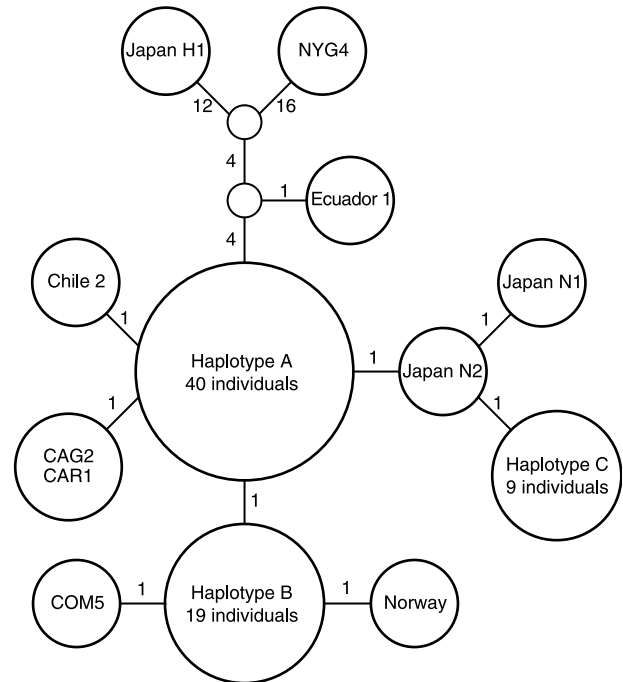 Japan H1
NYG4
12
16
4
1
Ecuador 1
4
Chile 2
1
Japan N1
1
Haplotype A
40 individuals
1
Japan N2
1
1
CAG2
CAR1
Haplotype C
9 individuals
1
COM5
1
Haplotype B
19 individuals
1
Norway